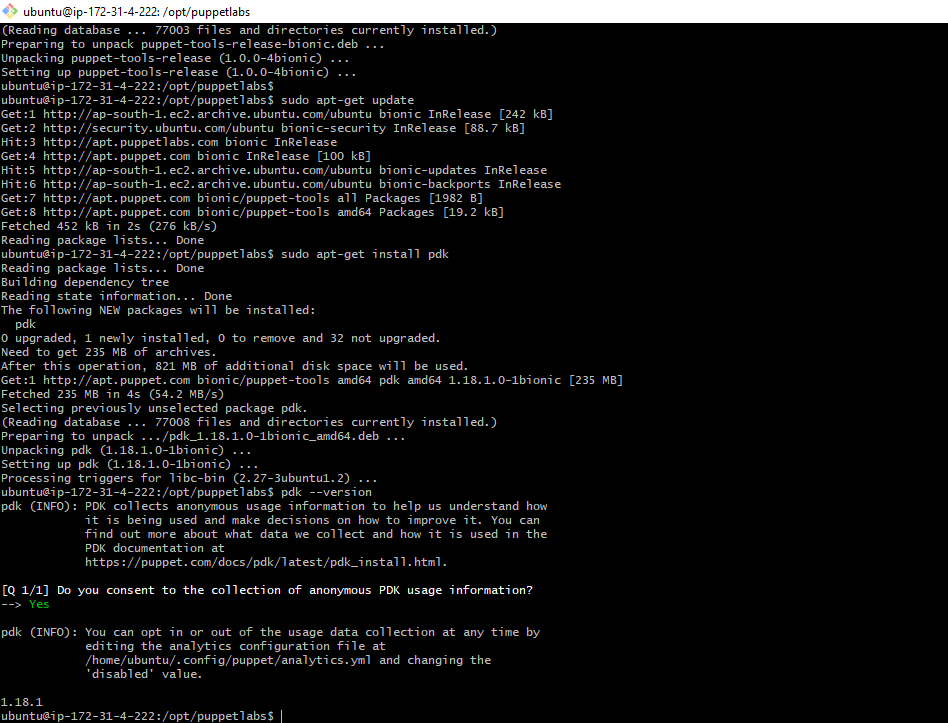 ubuntu@ip-172-31-4-222: /opt/puppetlabs
(Reading database ... 77003 files and directories currently installed.)
Preparing to unpack puppet-tools-release-bionic.deb ...
Unpacking puppet-tools-release (1.0.0-4bionic) ...
Setting up puppet-tools-release (1.0.0-4bionic) ...
ubuntu@ip-172-31-4-222:/opt/puppetlabs$
ubuntu@ip-172-31-4-222:/opt/puppetlabs$ sudo apt-get update
Get:1 http://ap-south-1.ec2.archive.ubuntu.com/ubuntu bionic InRelease [242 kB]
Get:2 http://security.ubuntu.com/ubuntu bionic-security InRelease [88.7 kB]
Hit:3 http://apt.puppetlabs.com bionic InRelease
Get:4 http://apt.puppet.com bionic InRelease [100 kB]
Hit:5 http://ap-south-1.ec2.archive.ubuntu.com/ubuntu bionic-updates InRelease
Hit:6 http://ap-south-1.ec2.archive.ubuntu.com/ubuntu bionic-backports InRelease
Get:7 http://apt.puppet.com bionic/puppet-tools all Packages [1982 B]
Get:8 http://apt.puppet.com bionic/puppet-tools amd64 Packages [19.2 kB]
Fetched 452 kB in 2s (276 kB/s)
Reading package lists... Done
ubuntu@ip-172-31-4-222:/opt/puppetlabs$ sudo apt-get install pdk
Reading package lists... Done
Building dependency tree
Reading state information... Done
The following NEW packages will be installed:
  pdk
0 upgraded, 1 newly installed, 0 to remove and 32 not upgraded.
Need to get 235 MB of archives.
After this operation, 821 MB of additional disk space will be used.
Get:1 http://apt.puppet.com bionic/puppet-tools amd64 pdk amd64 1.18.1.0-1bionic [235 MB]
Fetched 235 MB in 4s (54.2 MB/s)
Selecting previously unselected package pdk.
(Reading database ... 77008 files and directories currently installed.)
Preparing to unpack .../pdk_1.18.1.0-1bionic_amd64.deb ...
Unpacking pdk (1.18.1.0-1bionic) ...
Setting up pdk (1.18.1.0-1bionic) ...
Processing triggers for libc-bin (2.27-3ubuntu1.2) ...
ubuntu@ip-172-31-4-222:/opt/puppetlabs$ pdk --version
pdk (INFO): PDK collects anonymous usage information to help us understand how
            it is being used and make decisions on how to improve it. You can
            find out more about what data we collect and how it is used in the
            PDK documentation at
            https://puppet.com/docs/pdk/latest/pdk_install.html.
[Q 1/1] Do you consent to the collection of anonymous PDK usage information?
--> Yes
pdk (INFO): You can opt in or out of the usage data collection at any time by
            editing the analytics configuration file at
            /home/ubuntu/.config/puppet/analytics.yml and changing the
            'disabled' value.
1.18.1
ubuntu@ip-172-31-4-222:/opt/puppetlabs$